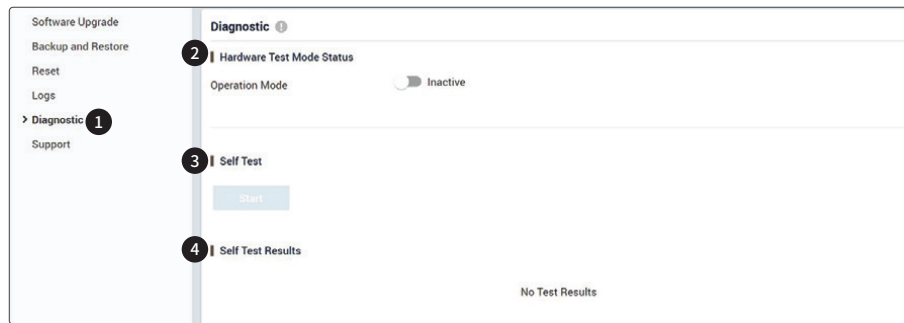 Software Upgrade
Backup and Restore
Reset
Logs
> Diagnostic 1
Support
Diagnostic !
2 Hardware Test Mode Status
Operation Mode Inactive
3 Self Test
Start
4 Self Test Results
No Test Results